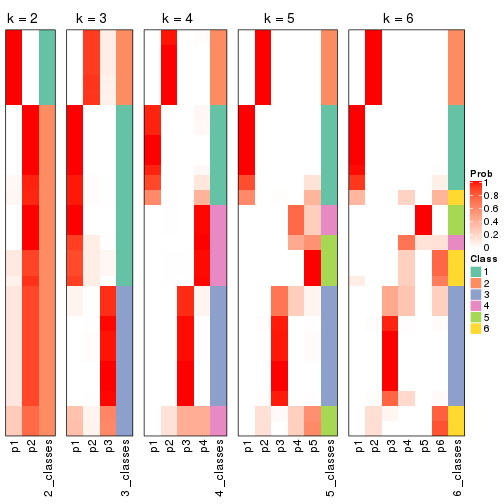 k = 2
k = 3
k = 4
k = 5
k = 6
Prob
1
0.8
0.6
0.4
0.2
0
Class
1
2
3
4
5
6
p1
p2
2_classes
p1
p2
p3
3_classes
p1
p2
p3
p4
4_classes
p1
p2
p3
p4
p5
5_classes
p1
p2
p3
p4
p5
p6
6_classes